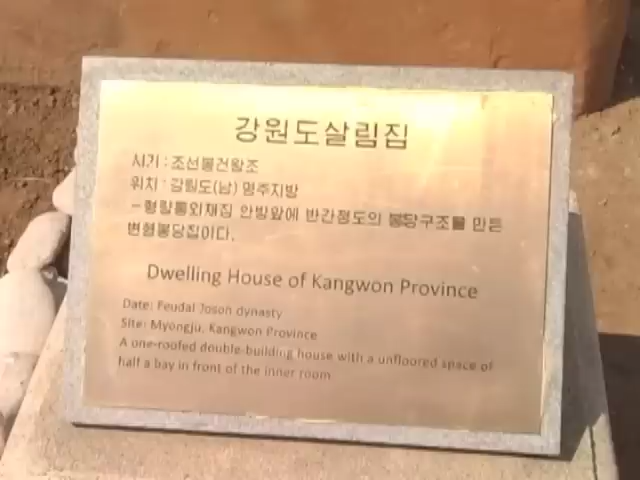 강원도살림집
시기 : 조선봉건왕조
위치 : 강원도(남) 명주지방
- 형량통외채집 안방앞에 반간정도의 봉당구조를 만든
변형봉당집이다.
Dwelling House of Kangwon Province
Date: Feudal Joson dynasty
Site: Myongju, Kangwon Province
A one-roofed double-building house with a unfloored space of
half a bay in front of the inner room